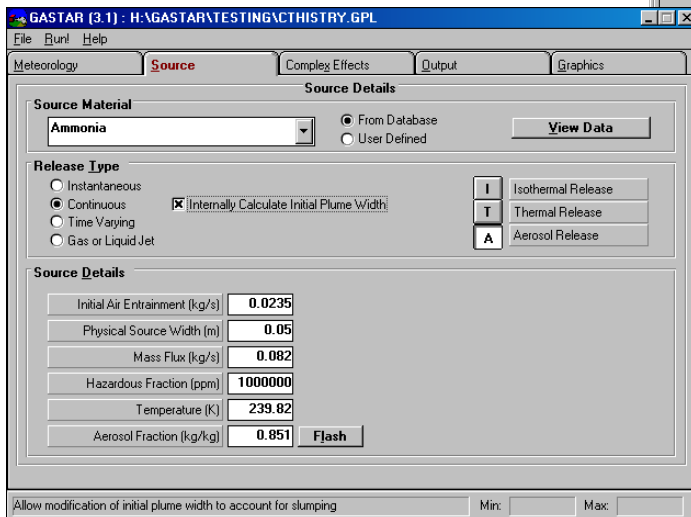 GASTAR (3.1) : H:\GASTAR\TESTING\CTHISTRY.GPL
File Run! Help
Meteorology Source Complex Effects Output Graphics
Source Details
Source Material
Ammonia
From Database
User Defined
View Data
Release Type
Instantaneous
Continuous
Time Varying
Gas or Liquid Jet
Internally Calculate Initial Plume Width
I Isothermal Release
T Thermal Release
A Aerosol Release
Source Details
Initial Air Entrainment (kg/s) 0.0235
Physical Source Width (m) 0.05
Mass Flux (kg/s) 0.082
Hazardous Fraction (ppm) 1000000
Temperature (K) 239.82
Aerosol Fraction (kg/kg) 0.851 Flash
Allow modification of initial plume width to account for slumping Min: Max: